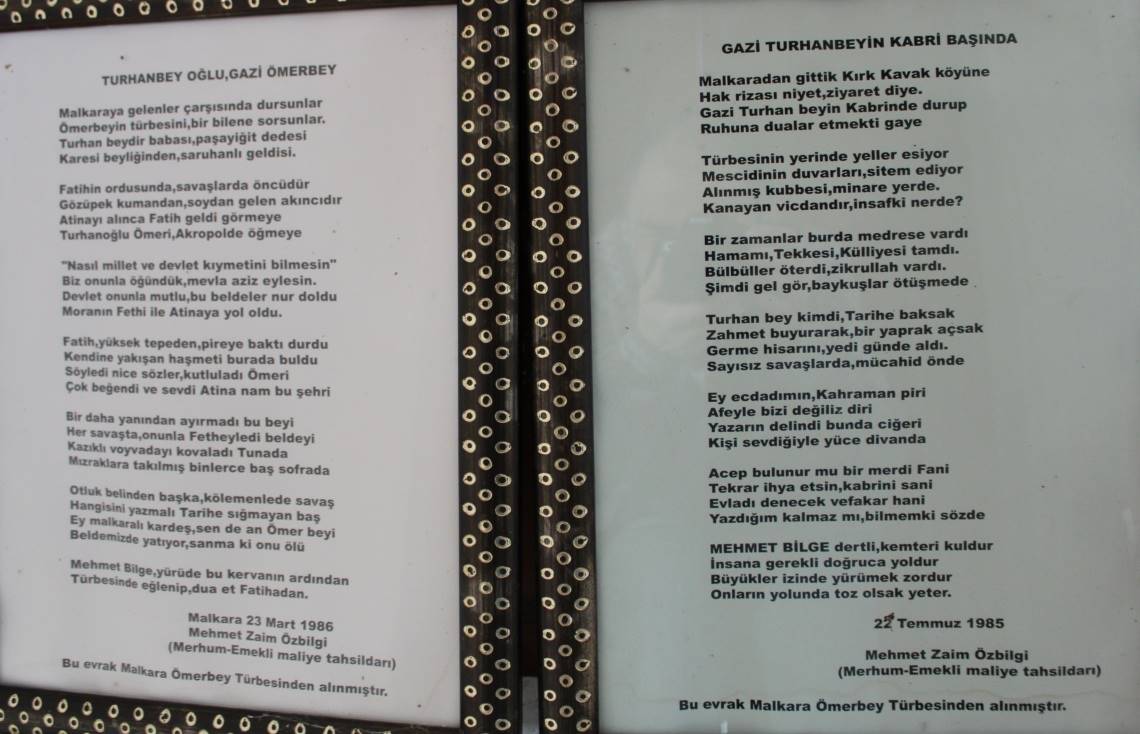 TURHANBEY OĞLU,GAZİ ÖMERBEY
Malkaraya gelenler çarşısında dursunlar
Ömerbeyin türbesini,bir bilene sorsunlar.
Turhan beydir babası,paşayiğit dedesi
Karesi beyliğinden,saruhanlı geldisi.
Fatihin ordusunda,savaşlarda öncüdür
Gözüpek kumandan,soydan gelen akıncıdır
Atinayı alınca Fatih geldi görmeye
Turhanoğlu Ömeri,Akropolde öğmeye
"Nasıl millet ve devlet kıymetini bilmesin"
Biz onunla öğündük,mevla aziz eylesin.
Devlet onunla mutlu,bu beldeler nur doldu
Moranın Fethi ile Atinaya yol oldu.
Fatih,yüksek tepeden,pireye baktı durdu
Kendine yakışan haşmeti burada buldu
Söyledi nice sözler,kutluladı Ömeri
Çok beğendi ve sevdi Atina nam bu şehri
Bir daha yanından ayırmadı bu beyi
Her savaşta,onunla Fetheyledi beldeyi
Kazıklı voyvadayı kovaladı Tunada
Mızraklara takılmış binlerce baş sofrada
Otluk belinden başka,kölemenlede savaş
Hangisini yazmalı Tarihe sığmayan baş
Ey malkaralı kardeş,sen de an Ömer beyi
Beldemizde yatıyor,sanma ki onu ölü
Mehmet Bilge,yürüde bu kervanın ardından
Türbesinde eğlenip,dua et Fatihadan.
Malkara 23 Mart 1986
Mehmet Zaim Özbilgi
(Merhum-Emekli maliye tahsildarı)
Bu evrak Malkara Ömerbey Türbesinden alınmıştır.
GAZİ TURHANBEYİN KABRİ BAŞINDA
Malkaradan gittik Kırk Kavak köyüne
Hak rizası niyet,ziyaret diye.
Gazi Turhan beyin Kabrinde durup
Ruhuna dualar etmekti gaye
Türbesinin yerinde yeller esiyor
Mescidinin duvarları,sitem ediyor
Alınmış kubbesi,minare yerde.
Kanayan vicdandır,insafki nerde?
Bir zamanlar burda medrese vardı
Hamamı,Tekkesi,Külliyesi tamdı.
Bülbüller öterdi,zikrullah vardı.
Şimdi gel gör,baykuşlar ötüşmede
Turhan bey kimdi,Tarihe baksak
Zahmet buyurarak,bir yaprak açsak
Germe hisarını,yedi günde aldı.
Sayısız savaşlarda,mücahid önde
Ey ecdadımın,Kahraman piri
Afeyle bizi değiliz diri
Yazarın delindi bunda ciğeri
Kişi sevdiğiyle yüce divanda
Acep bulunur mu bir merdi Fani
Tekrar ihya etsin,kabrini sani
Evladı denecek vefakar hani
Yazdığım kalmaz mı,bilmemki sözde
MEHMET BİLGE dertli,kemteri kuldur
İnsana gerekli doğruca yoldur
Büyükler izinde yürümek zordur
Onların yolunda toz olsak yeter.
22 Temmuz 1985
Mehmet Zaim Özbilgi
(Merhum-Emekli maliye tahsildarı)
Bu evrak Malkara Ömerbey Türbesinden alınmıştır.